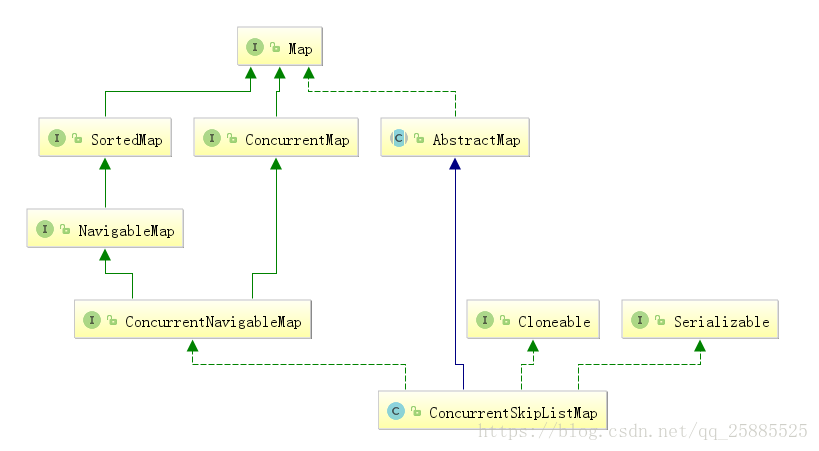 I Map
I SortedMap
I ConcurrentMap
C AbstractMap
I NavigableMap
I ConcurrentNavigableMap
I Cloneable
I Serializable
C ConcurrentSkipListMap
https://blog.csdn.net/qq_25885525